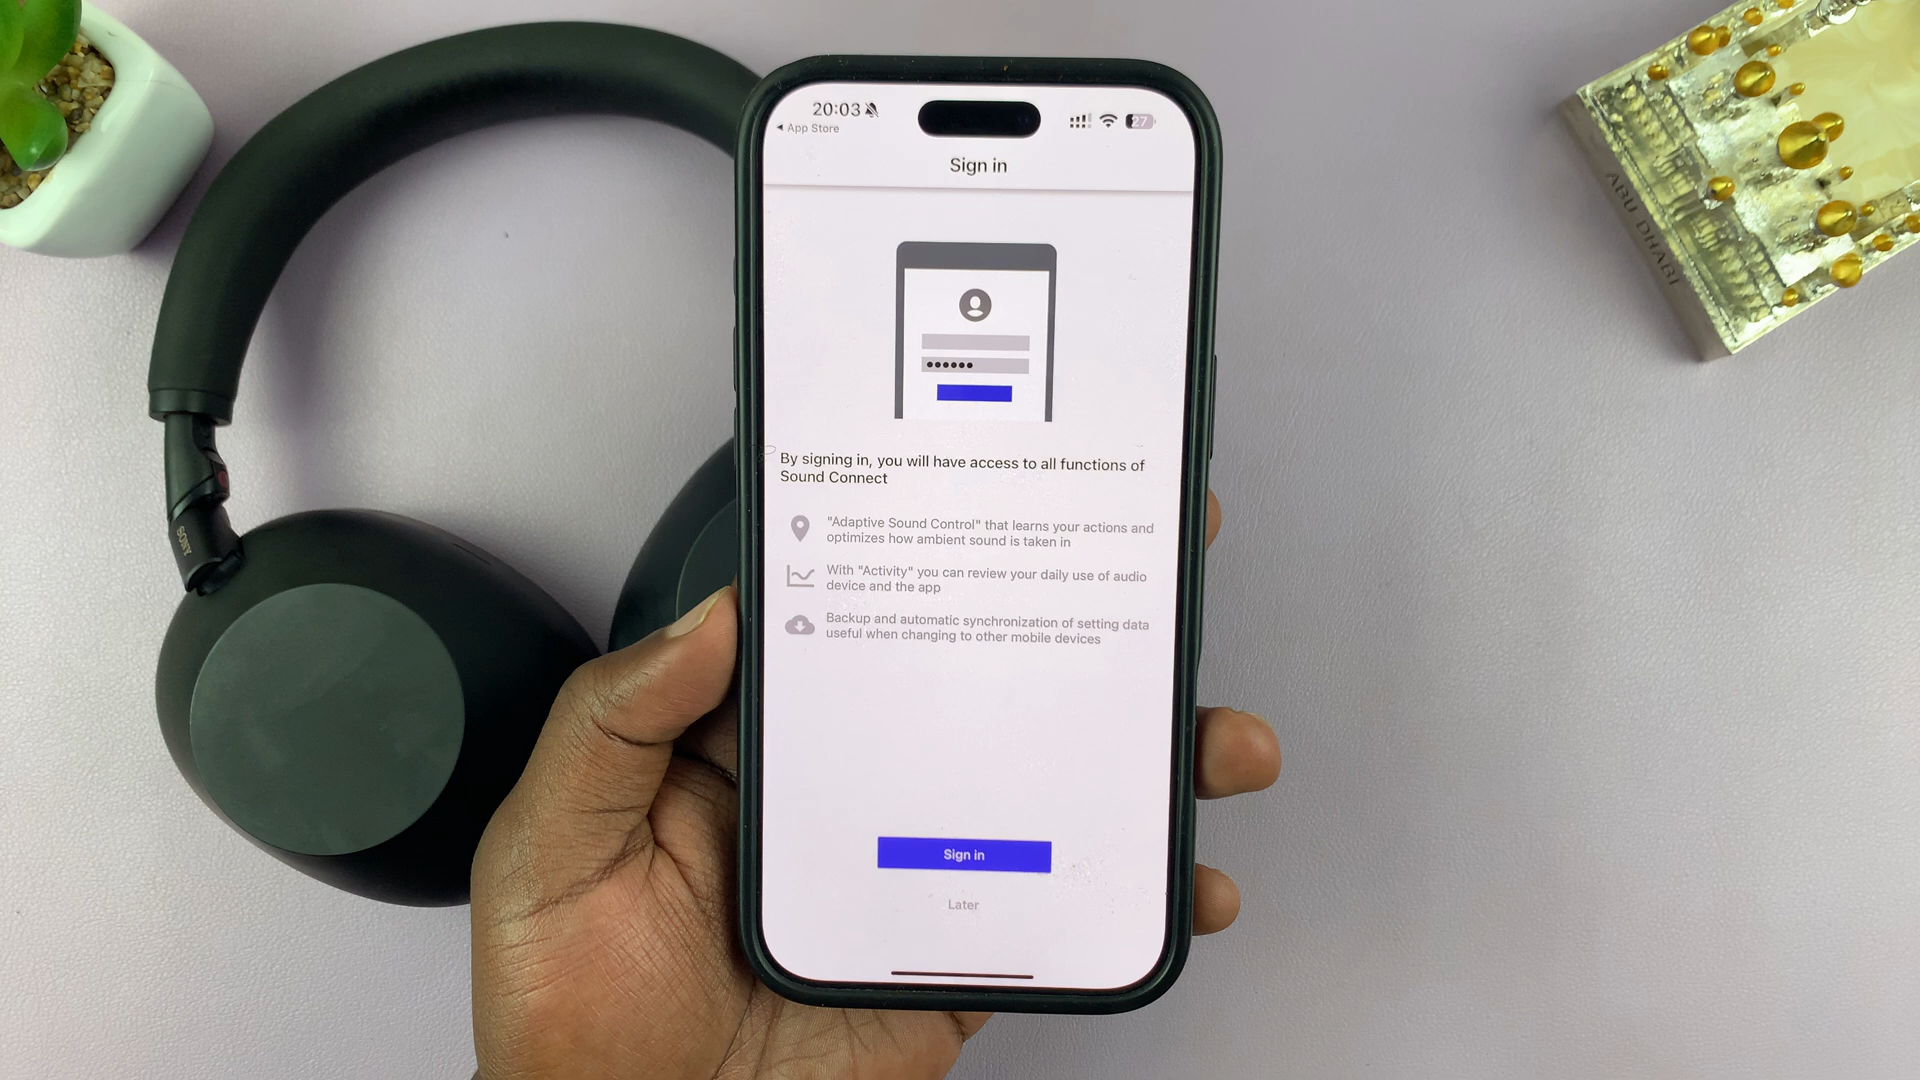 20:03
App Store
27
Sign in
By signing in, you will have access to all functions of
Sound Connect
"Adaptive Sound Control" that learns your actions and
optimizes how ambient sound is taken in
With "Activity" you can review your daily use of audio
device and the app
Backup and automatic synchronization of setting data
useful when changing to other mobile devices
Sign in
Later
SONY
ABU DHABI